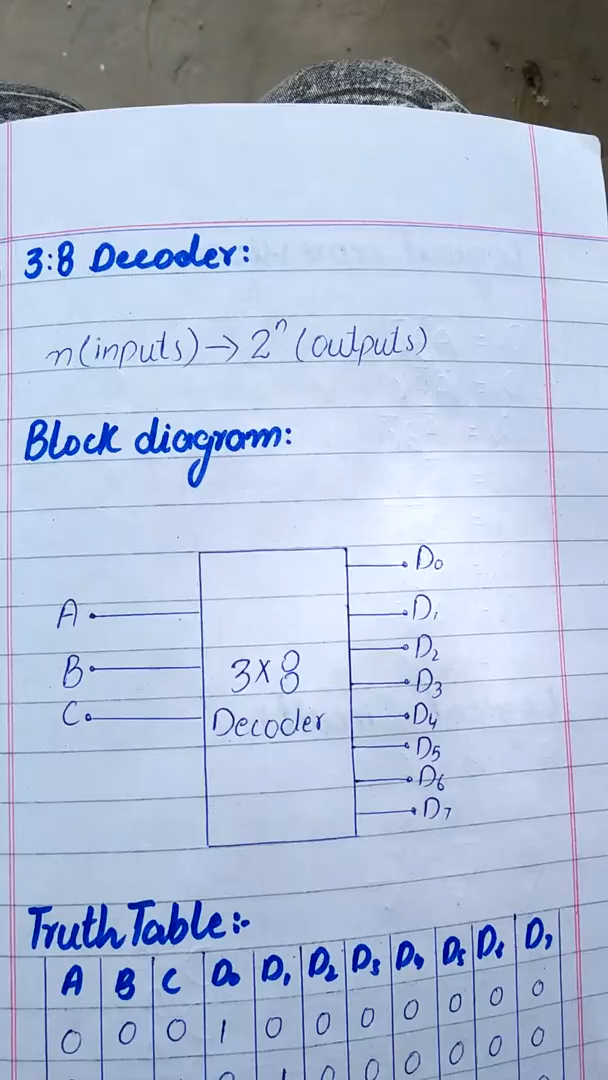 3:8 Decoder:
n(inputs) → 2ⁿ (outputs)
Block diagram:
A
B
C
3×8
Decoder
D₀
D₁
D₂
D₃
D₄
D₅
D₆
D₇
Truth Table:-
A B C D₀ D₁ D₂ D₃ D₄ D₅ D₆ D₇
0 0 0 1 0 0 0 0 0 0 0
0 1 0 0 0 0 0